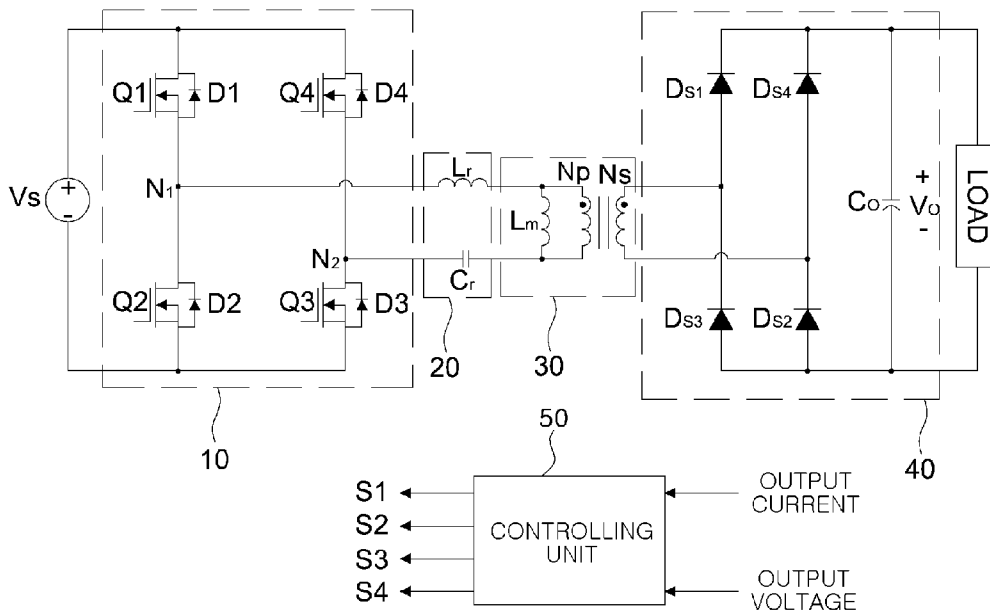 Q1
D1
Q4
D4
DS1
DS4
Vs
+
-
N1
Lr
Np
Ns
Lm
CO
+
VO
-
LOAD
N2
Cr
Q2
D2
Q3
D3
DS3
DS2
20
30
10
40
50
S1
S2
S3
S4
CONTROLLING
UNIT
OUTPUT
CURRENT
OUTPUT
VOLTAGE